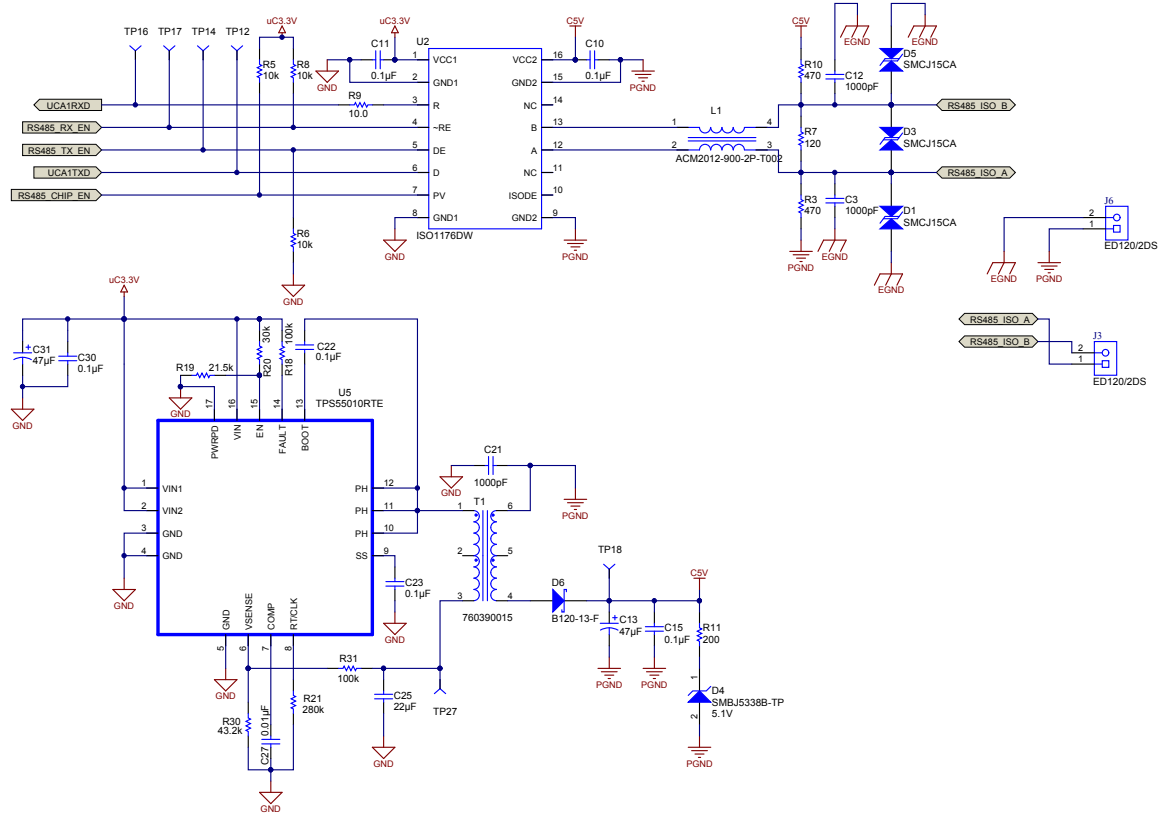 TP16 TP17 TP14 TP12
uC3.3V
R5
10k
R8
10k
uC3.3V
C11
0.1µF
GND
U2
1 VCC1
2 GND1
3 R
4 ~RE
5 DE
6 D
7 PV
8 GND1
VCC2 16
GND2 15
NC 14
B 13
A 12
NC 11
ISODE 10
GND2 9
ISO1176DW
UCA1RXD
RS485_RX_EN
RS485_TX_EN
UCA1TXD
RS485_CHIP_EN
R9
10.0
R6
10k
GND
GND
C5V
C10
0.1µF
PGND
PGND
L1
1 4
2 3
ACM2012-900-2P-T002
C5V
R10
470
R7
120
R3
470
PGND
EGND
C12
1000pF
C3
1000pF
EGND
EGND
D5
SMCJ15CA
D3
SMCJ15CA
D1
SMCJ15CA
EGND
RS485_ISO_B
RS485_ISO_A
J6
2
1
ED120/2DS
EGND
PGND
RS485_ISO_A
RS485_ISO_B
J3
2
1
ED120/2DS
uC3.3V
C31
47µF
C30
0.1µF
GND
R19 21.5k
GND
R20 30k
R18 100k
C22
0.1µF
U5
TPS55010RTE
17 PWRPD
16 VIN
15 EN
14 FAULT
13 BOOT
1 VIN1
2 VIN2
3 GND
4 GND
PH 12
PH 11
PH 10
SS 9
GND 5
VSENSE 6
COMP 7
RT/CLK 8
GND
GND
C23
0.1µF
GND
C21
1000pF
GND
PGND
T1
1 6
2 5
3 4
760390015
D6
B120-13-F
TP18
C13
47µF
PGND
C15
0.1µF
PGND
C5V
R11
200
1
D4
SMBJ5338B-TP
5.1V
2
PGND
R31
100k
C25
22µF
GND
TP27
R30
43.2k
C27 0.01µF
R21
280k
GND